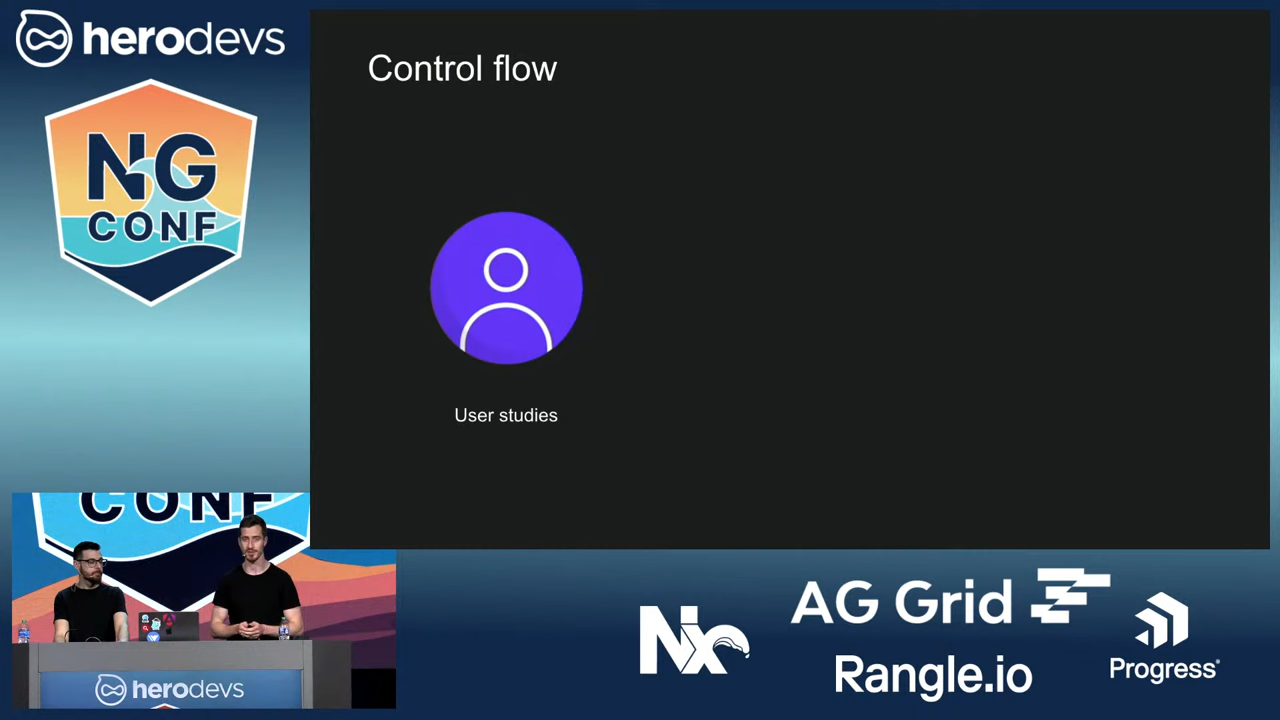 herodevs
NG
CONF
Control flow
User studies
CONF
herodevs
Nx
AG Grid
Rangle.io
Progress